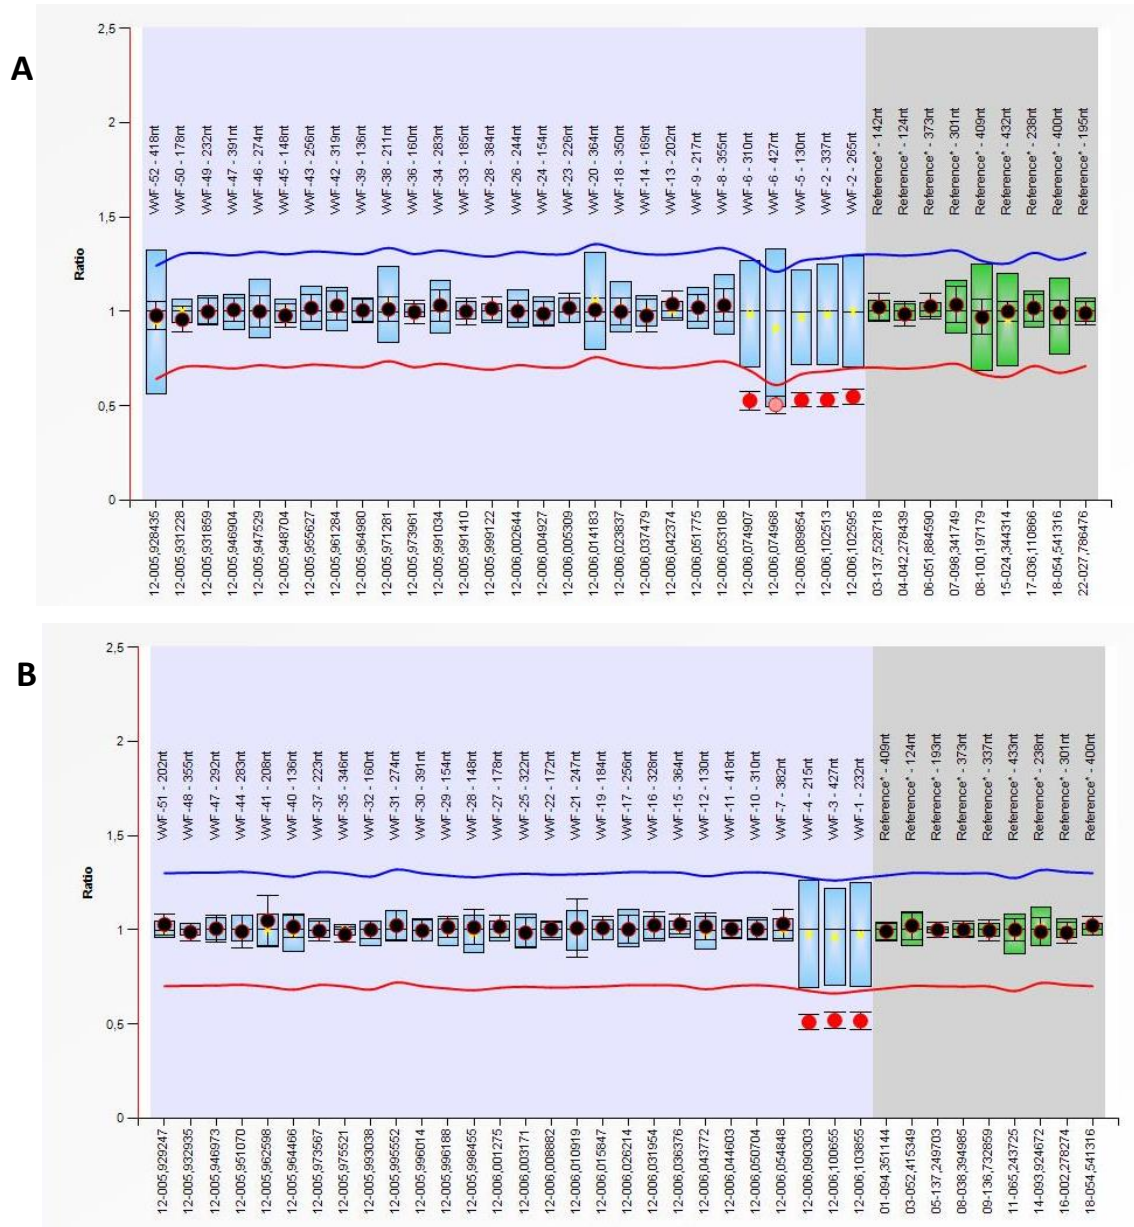 A
2,5
2
1,5
1
0,5
0
Ratio
VWF-52 - 418nt
VWF-50 - 178nt
VWF-49 - 232nt
VWF-47 - 391nt
VWF-46 - 274nt
VWF-45 - 148nt
VWF-43 - 256nt
VWF-42 - 319nt
VWF-39 - 136nt
VWF-38 - 211nt
VWF-36 - 160nt
VWF-34 - 283nt
VWF-33 - 185nt
VWF-28 - 384nt
VWF-26 - 244nt
VWF-24 - 154nt
VWF-23 - 226nt
VWF-20 - 364nt
VWF-18 - 350nt
VWF-14 - 169nt
VWF-13 - 202nt
VWF-9 - 217nt
VWF-8 - 355nt
VWF-6 - 310nt
VWF-6 - 427nt
VWF-5 - 130nt
VWF-2 - 337nt
VWF-2 - 265nt
Reference* - 142nt
Reference* - 124nt
Reference* - 373nt
Reference* - 301nt
Reference* - 409nt
Reference* - 432nt
Reference* - 238nt
Reference* - 400nt
Reference* - 195nt
12-005,928435
12-005,931228
12-005,931859
12-005,946904
12-005,947529
12-005,948704
12-005,955627
12-005,961284
12-005,964980
12-005,971281
12-005,973961
12-005,991034
12-005,991410
12-005,999122
12-006,002644
12-006,004927
12-006,005309
12-006,014183
12-006,023837
12-006,037479
12-006,042374
12-006,051775
12-006,053108
12-006,074907
12-006,074968
12-006,089854
12-006,102513
12-006,102595
03-137,528718
04-042,278439
06-051,884590
07-098,341749
08-100,197179
15-024,344314
17-036,110866
18-054,541316
22-027,786476
B
2,5
2
1,5
1
0,5
0
Ratio
VWF-51 - 202nt
VWF-48 - 355nt
VWF-47 - 292nt
VWF-44 - 283nt
VWF-41 - 208nt
VWF-40 - 136nt
VWF-37 - 223nt
VWF-35 - 346nt
VWF-32 - 160nt
VWF-31 - 274nt
VWF-30 - 391nt
VWF-29 - 154nt
VWF-28 - 148nt
VWF-27 - 178nt
VWF-25 - 322nt
VWF-22 - 172nt
VWF-21 - 247nt
VWF-19 - 184nt
VWF-17 - 256nt
VWF-16 - 328nt
VWF-15 - 364nt
VWF-12 - 130nt
VWF-11 - 418nt
VWF-10 - 310nt
VWF-7 - 382nt
VWF-4 - 215nt
VWF-3 - 427nt
VWF-1 - 232nt
Reference* - 409nt
Reference* - 124nt
Reference* - 193nt
Reference* - 373nt
Reference* - 337nt
Reference* - 433nt
Reference* - 238nt
Reference* - 301nt
Reference* - 400nt
12-005,929247
12-005,932935
12-005,946973
12-005,951070
12-005,962598
12-005,964466
12-005,973567
12-005,975521
12-005,993038
12-005,995552
12-005,996014
12-005,996188
12-005,998455
12-006,001275
12-006,003171
12-006,008882
12-006,010919
12-006,015847
12-006,026214
12-006,031954
12-006,036376
12-006,043772
12-006,044603
12-006,050704
12-006,054848
12-006,090303
12-006,100655
12-006,103855
01-094,351144
03-052,415349
05-137,249703
08-038,394985
09-136,732859
11-065,243725
14-093,924672
16-002,278274
18-054,541316